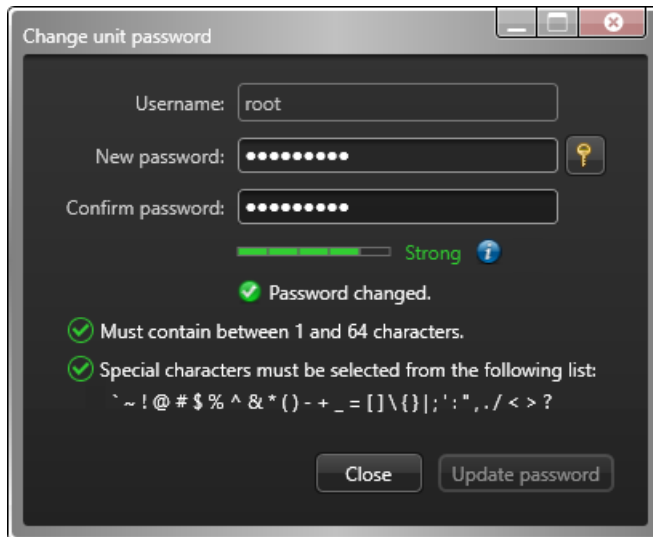 Change unit password
Username: root
New password: •••••••••
Confirm password: •••••••••
Strong
Password changed.
Must contain between 1 and 64 characters.
Special characters must be selected from the following list:
` ~ ! @ # $ % ^ & * ( ) - + _ = [ ] \ { } | ; ' : " , . / < > ?
Close Update password